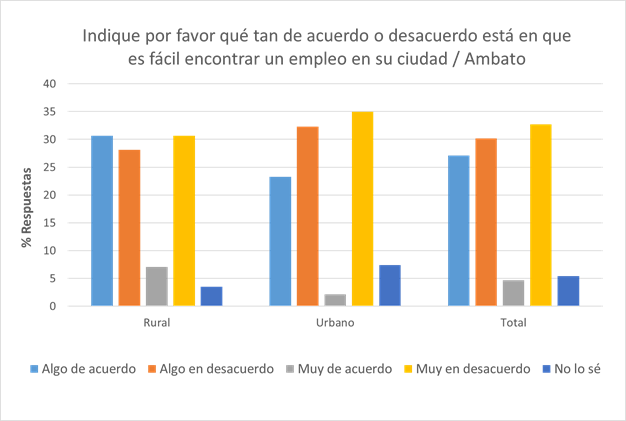 Indique por favor qué tan de acuerdo o desacuerdo está en que
es fácil encontrar un empleo en su ciudad / Ambato
40
35
30
25
20
15
10
5
0
% Respuestas
Rural Urbano Total
Algo de acuerdo Algo en desacuerdo Muy de acuerdo Muy en desacuerdo No lo sé